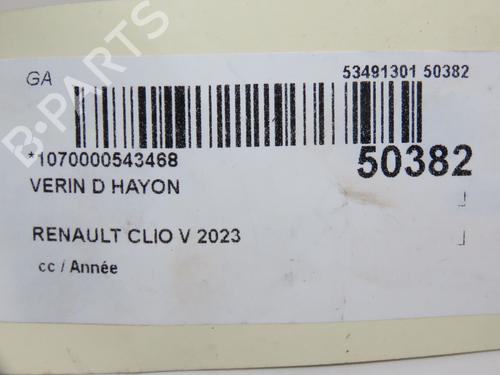 GA
53491301 50382
*1070000543468
50382
VERIN D HAYON
RENAULT CLIO V 2023
cc / Année
B-PARTS